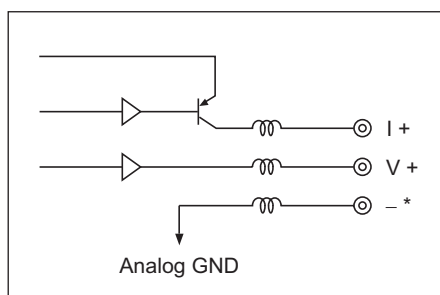 I +
V +
– *
Analog GND